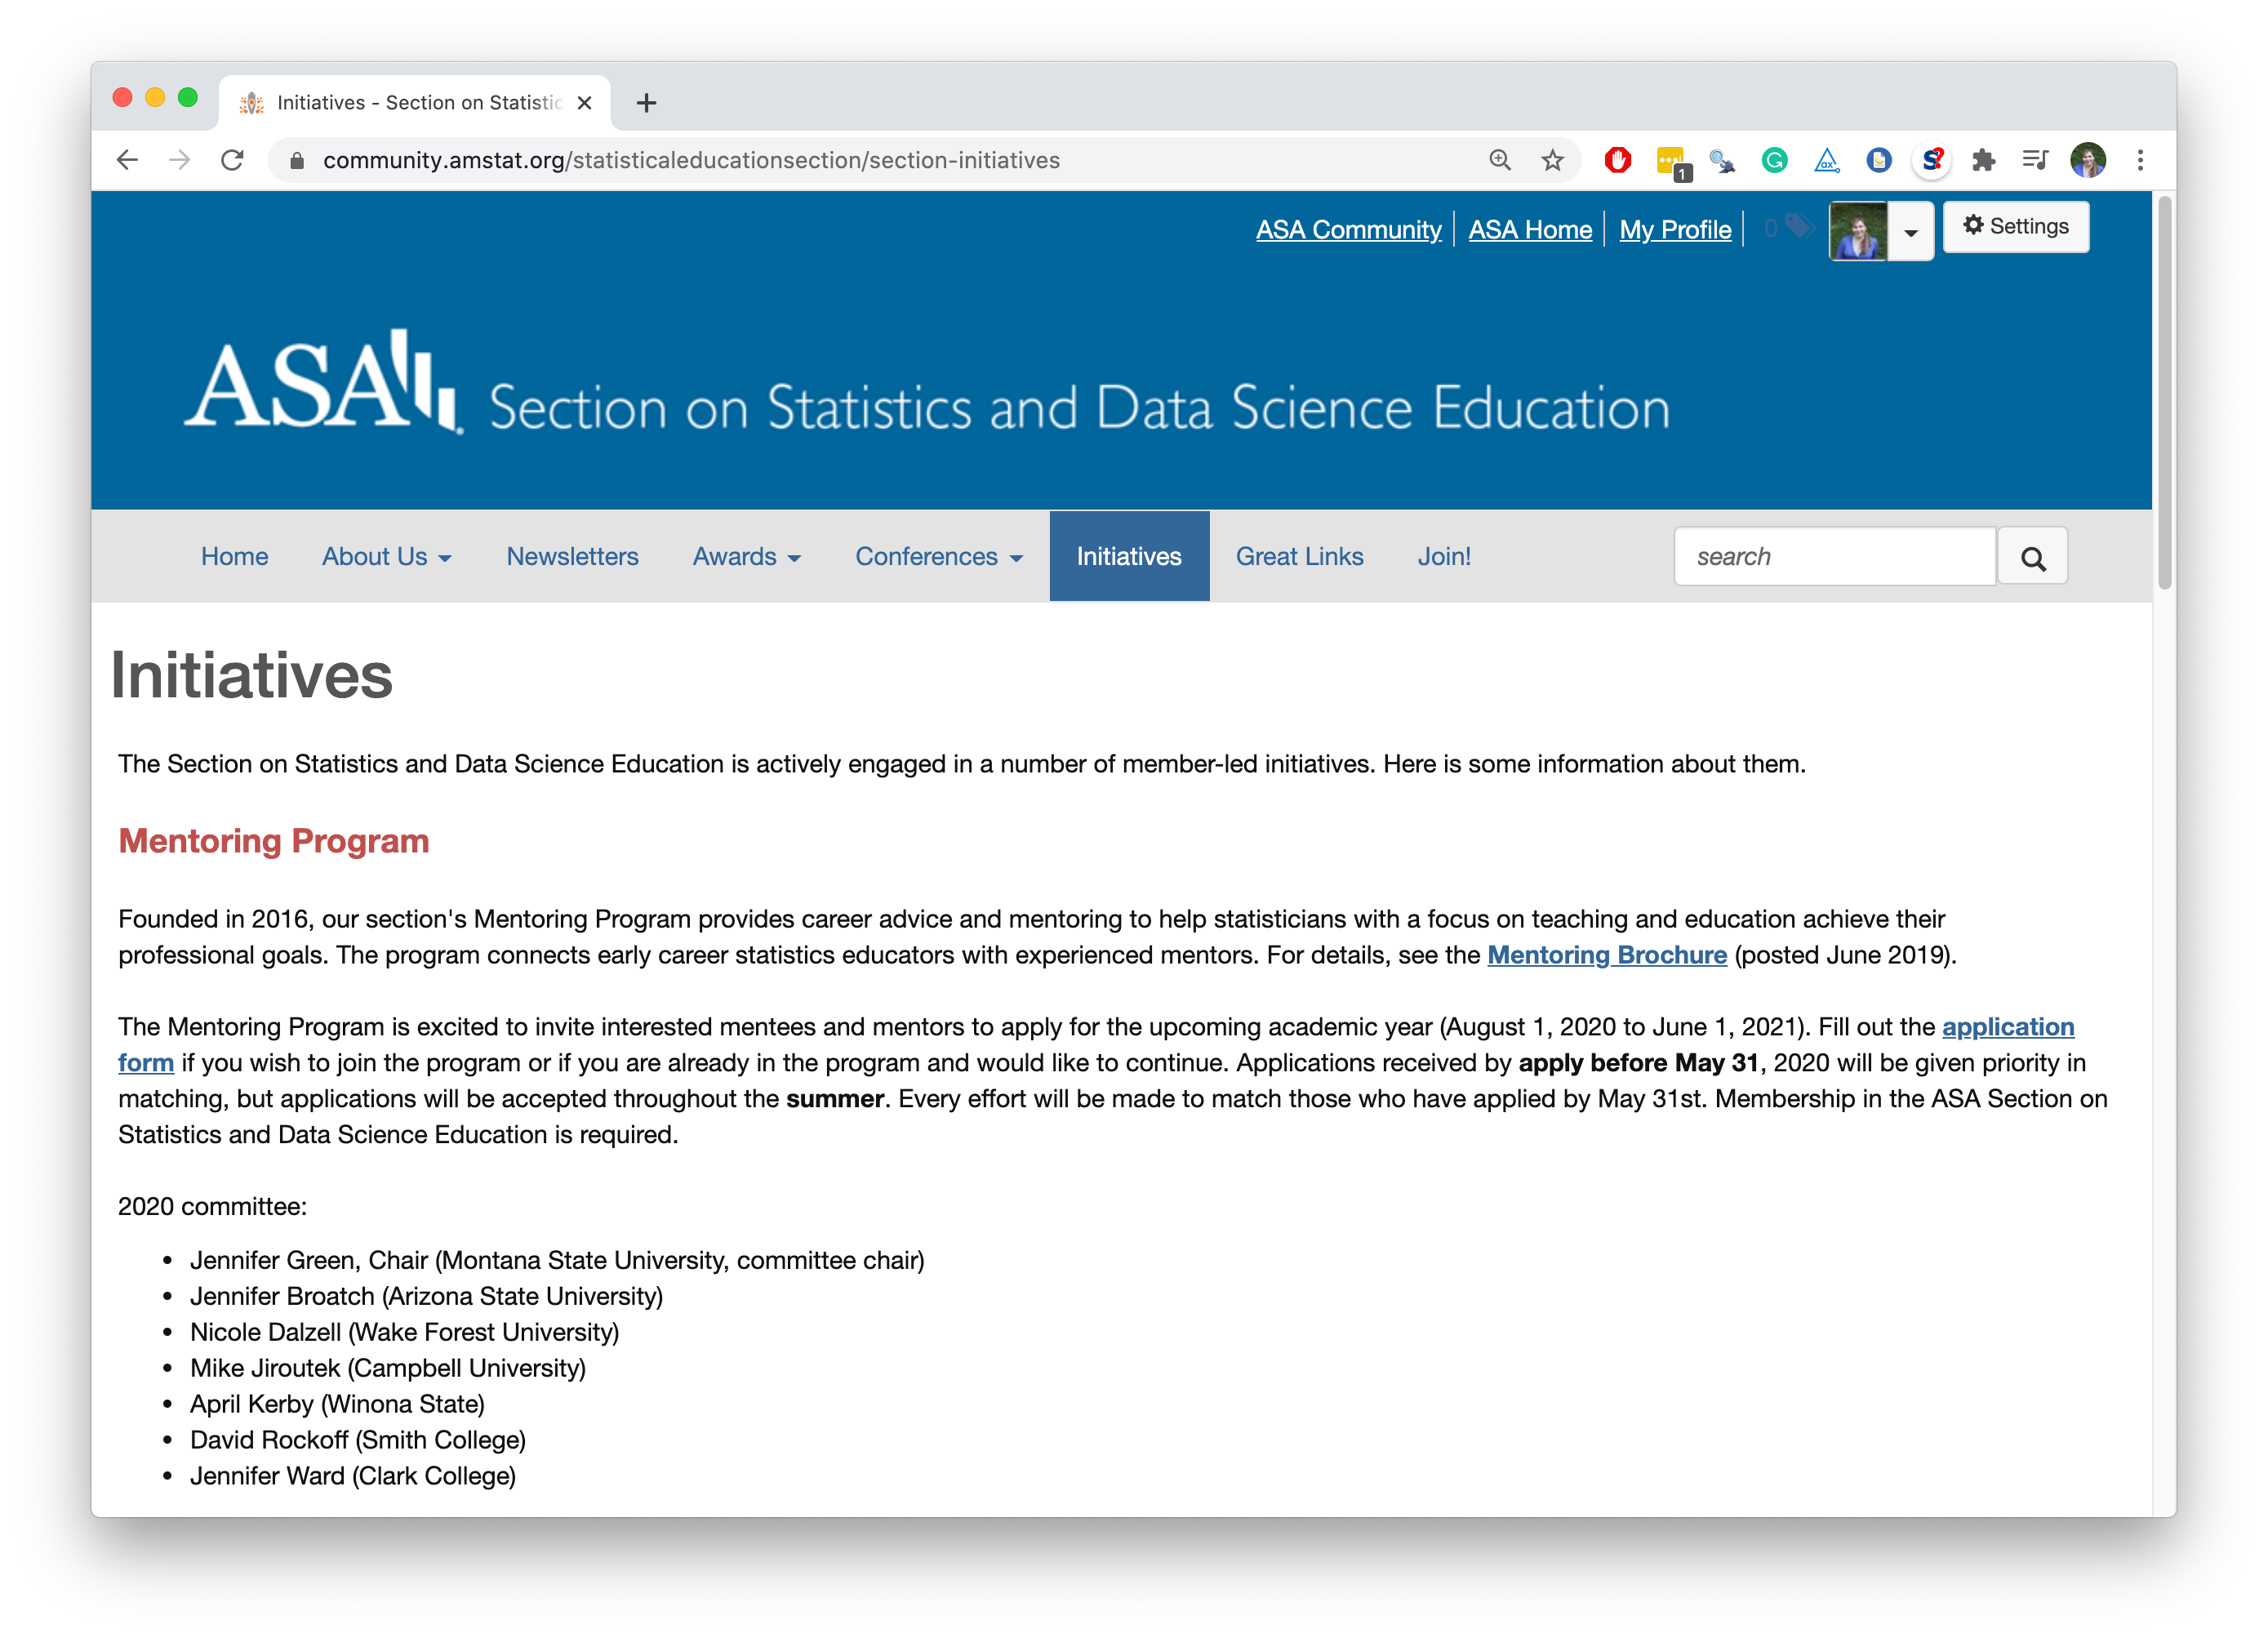 Initiatives - Section on Statistic
community.amstat.org/statisticaleducationsection/section-initiatives
1
ASA Community
ASA Home
My Profile
0
Settings
ASA Section on Statistics and Data Science Education
Home
About Us
Newsletters
Awards
Conferences
Initiatives
Great Links
Join!
search
Initiatives
The Section on Statistics and Data Science Education is actively engaged in a number of member-led initiatives. Here is some information about them.
Mentoring Program
Founded in 2016, our section's Mentoring Program provides career advice and mentoring to help statisticians with a focus on teaching and education achieve their
professional goals. The program connects early career statistics educators with experienced mentors. For details, see the Mentoring Brochure (posted June 2019).
The Mentoring Program is excited to invite interested mentees and mentors to apply for the upcoming academic year (August 1, 2020 to June 1, 2021). Fill out the application
form if you wish to join the program or if you are already in the program and would like to continue. Applications received by apply before May 31, 2020 will be given priority in
matching, but applications will be accepted throughout the summer. Every effort will be made to match those who have applied by May 31st. Membership in the ASA Section on
Statistics and Data Science Education is required.
2020 committee:
• Jennifer Green, Chair (Montana State University, committee chair)
• Jennifer Broatch (Arizona State University)
• Nicole Dalzell (Wake Forest University)
• Mike Jiroutek (Campbell University)
• April Kerby (Winona State)
• David Rockoff (Smith College)
• Jennifer Ward (Clark College)